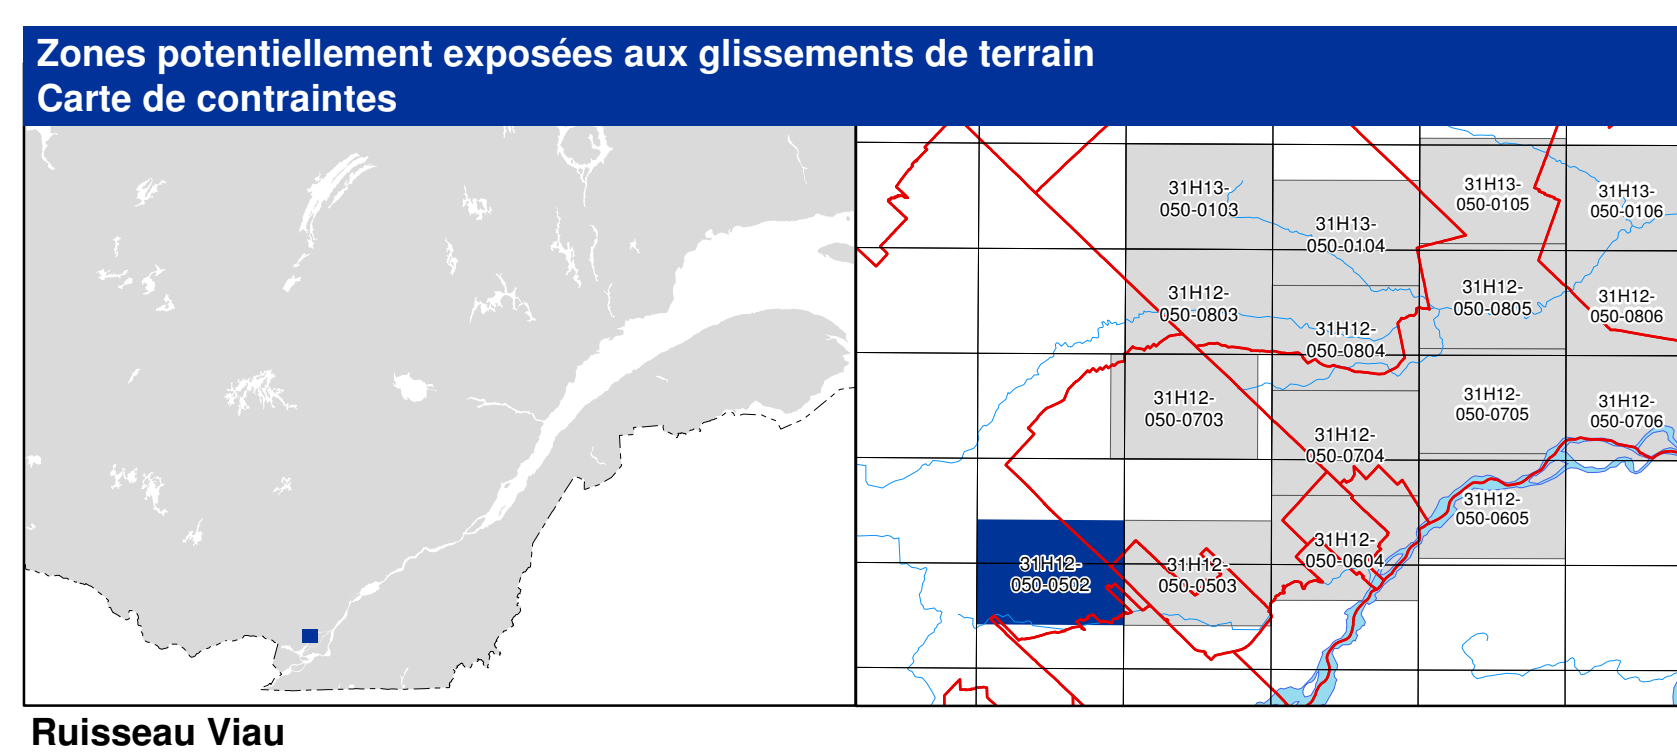 Zones potentiellement exposées aux glissements de terrain
Carte de contraintes
31H13-
050-0103
31H13-
050-0104
31H13-
050-0105
31H13-
050-0106
31H12-
050-0803
31H12-
050-0804
31H12-
050-0805
31H12-
050-0806
31H12-
050-0703
31H12-
050-0704
31H12-
050-0705
31H12-
050-0706
31H12-
050-0502
31H12-
050-0503
31H12-
050-0604
31H12-
050-0605
Ruisseau Viau